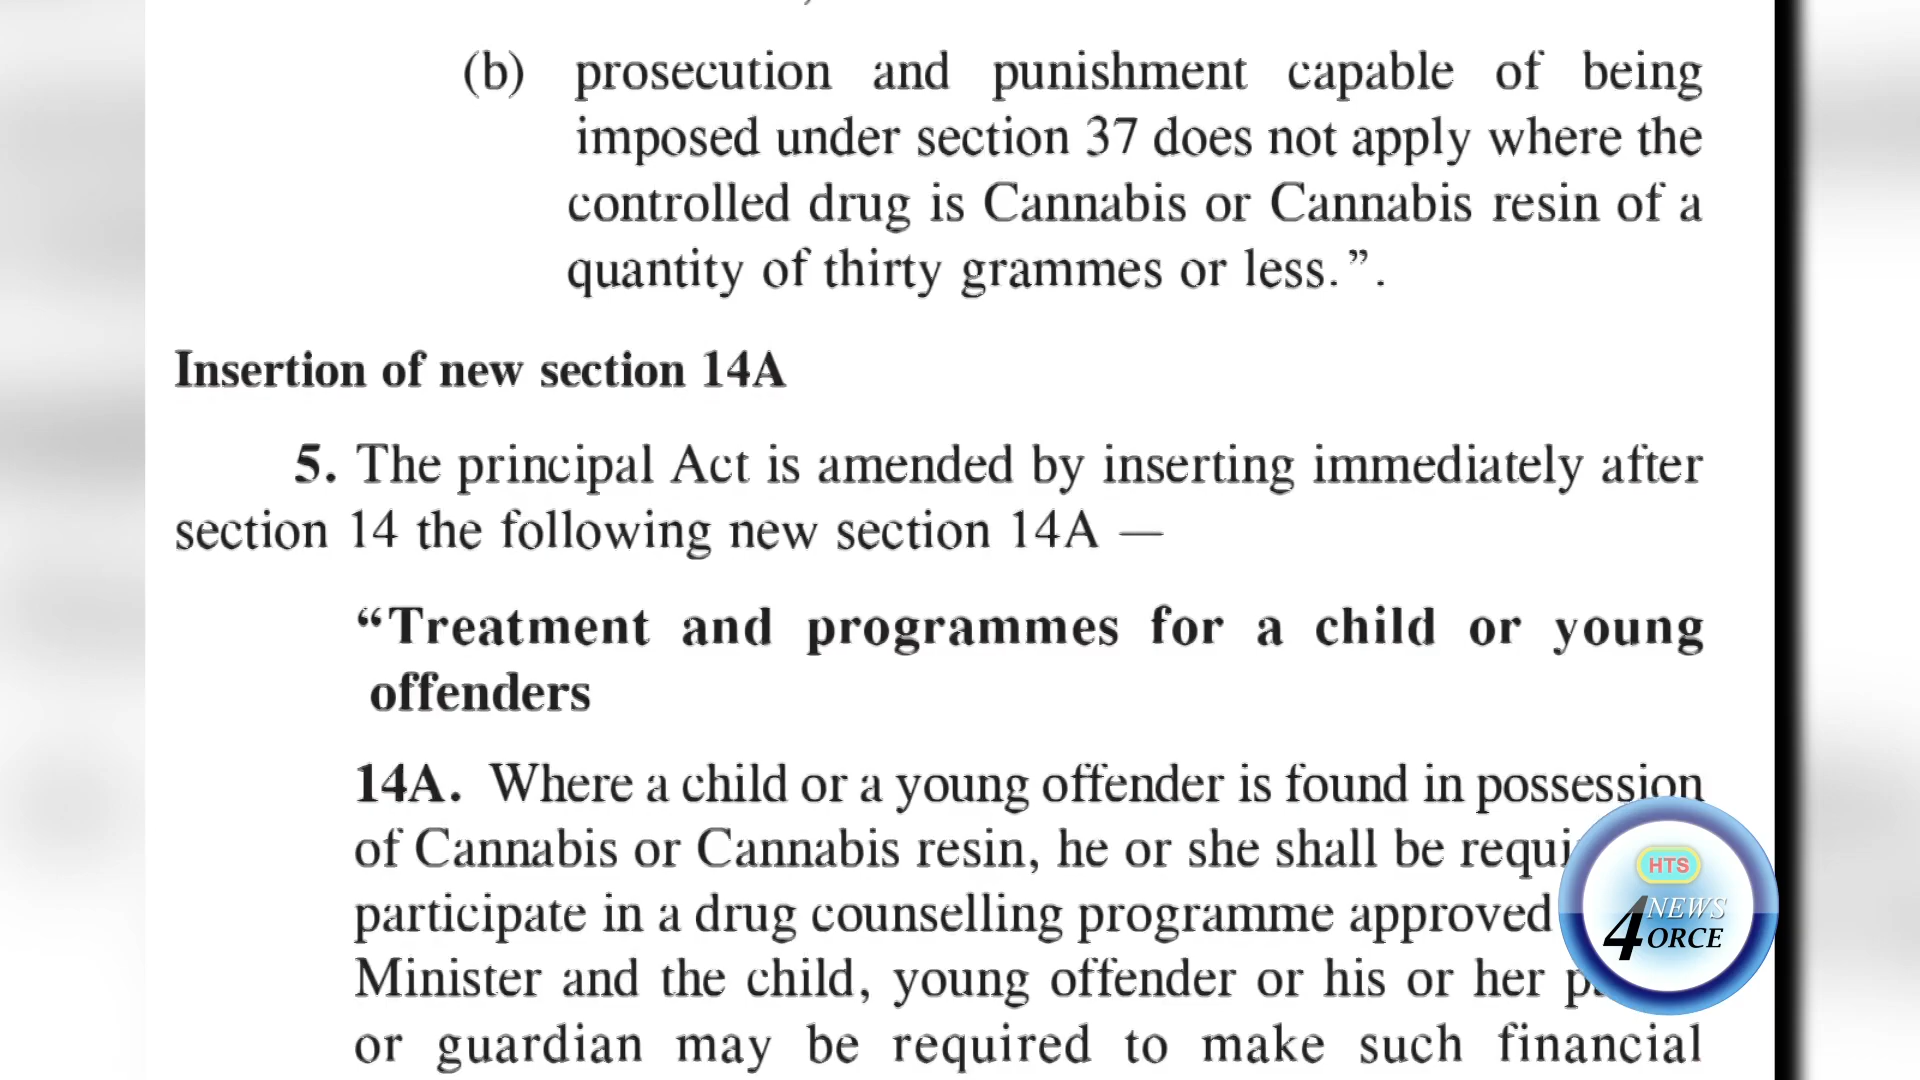 (b) prosecution and punishment capable of being
imposed under section 37 does not apply where the
controlled drug is Cannabis or Cannabis resin of a
quantity of thirty grammes or less.”.
Insertion of new section 14A
5. The principal Act is amended by inserting immediately after
section 14 the following new section 14A —
“Treatment and programmes for a child or young
offenders
14A. Where a child or a young offender is found in possession
of Cannabis or Cannabis resin, he or she shall be
participate in a drug counselling programme approved
Minister and the child, young offender or his or her
or guardian may be required to make such financial
HTS
NEWS
4ORCE